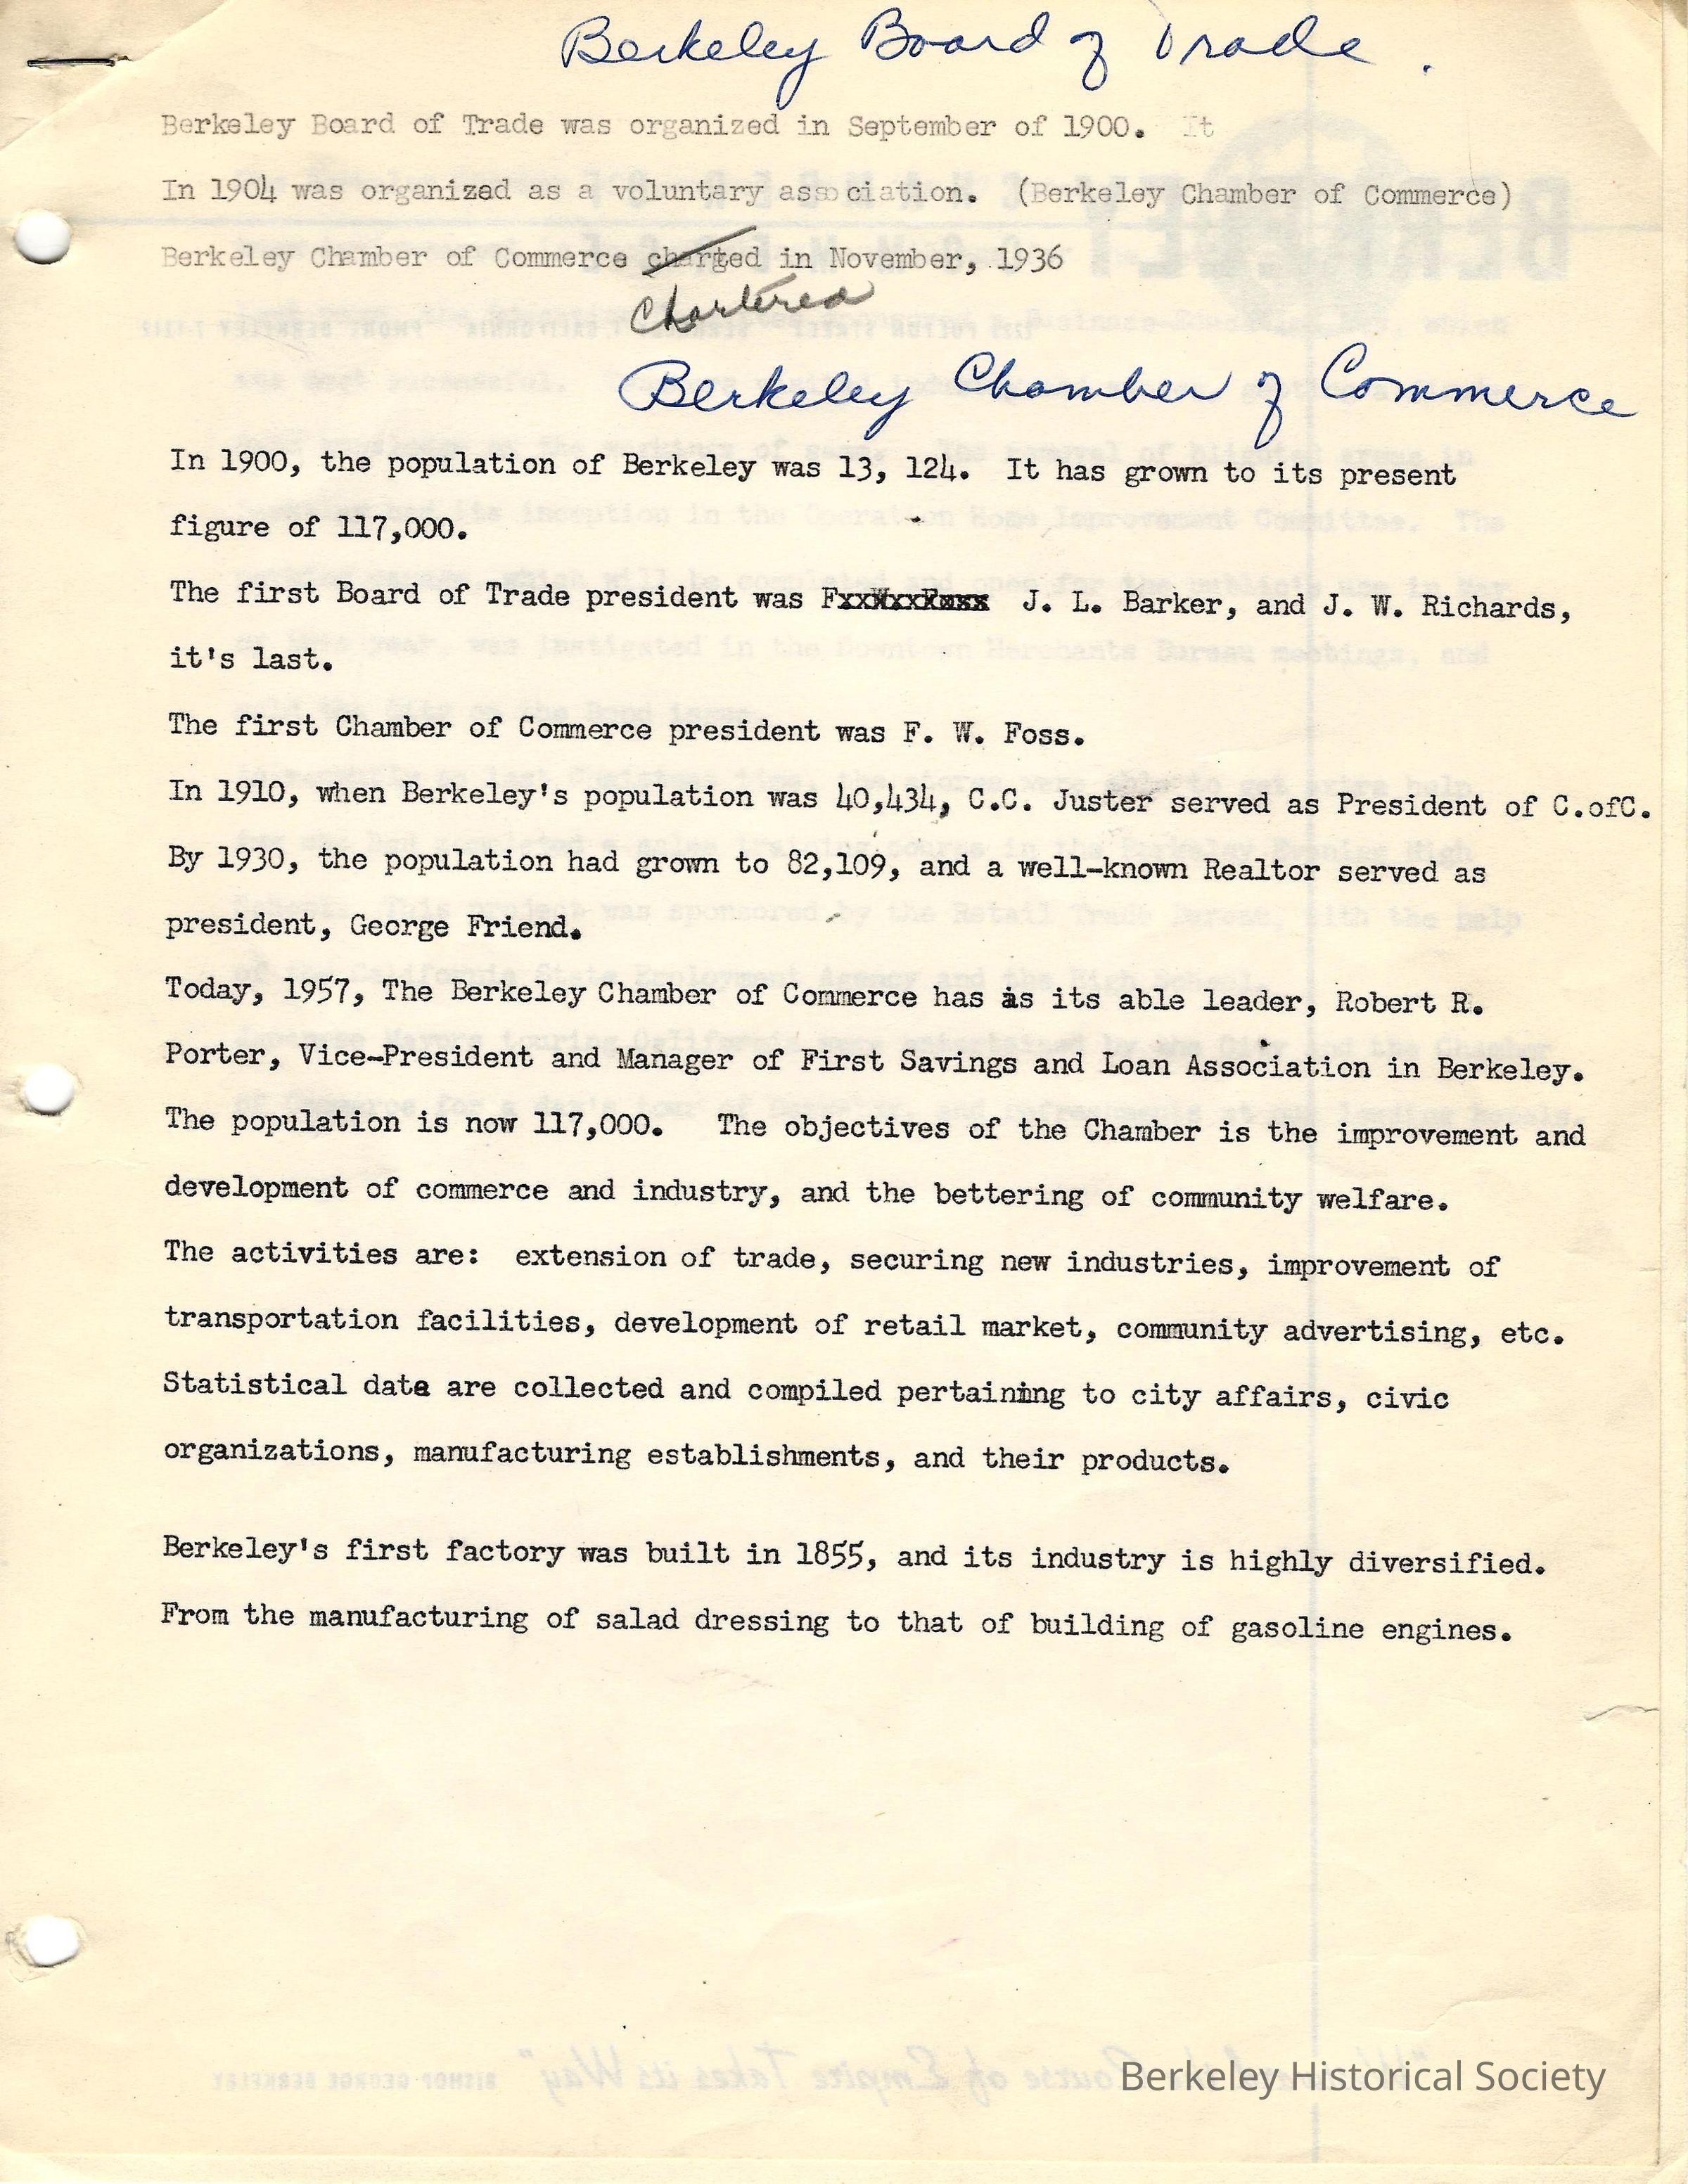 Berkeley Board of Trade.
Berkeley Board of Trade was organized in September of 1900. It
In 1904 was organized as a voluntary association. (Berkeley Chamber of Commerce)
Berkeley Chamber of Commerce charted in November, 1936
Chartered
Berkeley Chamber of Commerce
In 1900, the population of Berkeley was 13, 124. It has grown to its present
figure of 117,000.
The first Board of Trade president was J. L. Barker, and J. W. Richards,
it's last.
The first Chamber of Commerce president was F. W. Foss.
In 1910, when Berkeley's population was 40,434, C.C. Juster served as President of C.ofC.
By 1930, the population had grown to 82,109, and a well-known Realtor served as
president, George Friend.
Today, 1957, The Berkeley Chamber of Commerce has as its able leader, Robert R.
Porter, Vice-President and Manager of First Savings and Loan Association in Berkeley.
The population is now 117,000. The objectives of the Chamber is the improvement and
development of commerce and industry, and the bettering of community welfare.
The activities are: extension of trade, securing new industries, improvement of
transportation facilities, development of retail market, community advertising, etc.
Statistical data are collected and compiled pertaining to city affairs, civic
organizations, manufacturing establishments, and their products.
Berkeley's first factory was built in 1855, and its industry is highly diversified.
From the manufacturing of salad dressing to that of building of gasoline engines.
Berkeley Historical Society